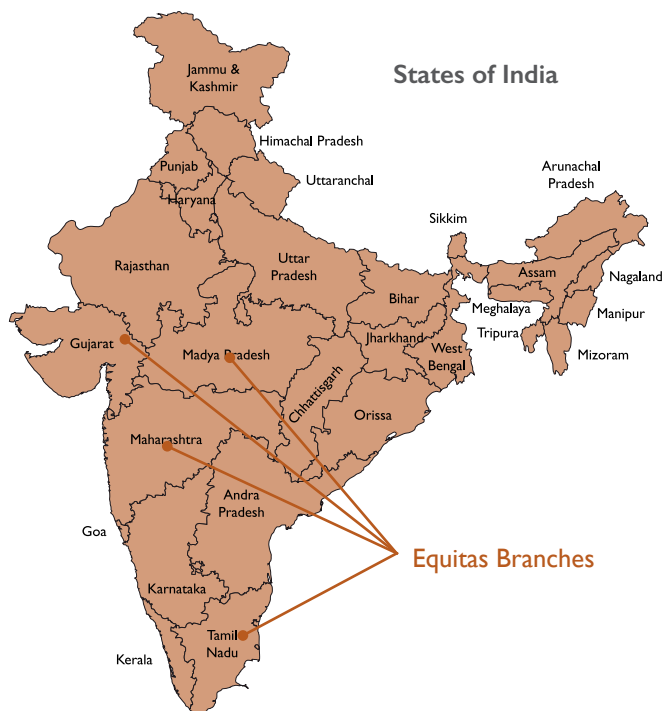 States of India
Jammu &
Kashmir
Himachal Pradesh
Punjab
Uttaranchal
Haryana
Arunachal
Pradesh
Sikkim
Rajasthan
Uttar
Pradesh
Assam
Nagaland
Bihar
Meghalaya
Manipur
Gujarat
Jharkhand
Tripura
Madya Pradesh
West
Bengal
Mizoram
Chhattisgarh
Orissa
Maharashtra
Andra
Pradesh
Goa
Equitas Branches
Karnataka
Tamil
Nadu
Kerala